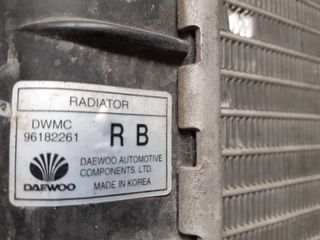 RADIATOR
DWMC
96182261
R B
DAEWOO AUTOMOTIVE
COMPONENTS, LTD.
DAEWOO
MADE IN KOREA